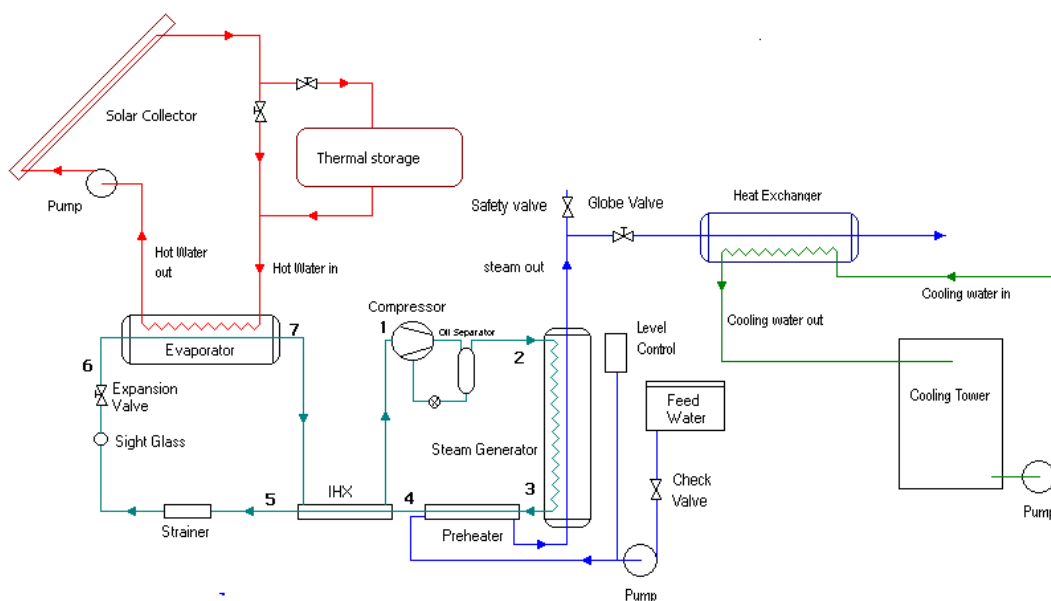 Solar Collector
Thermal storage
Pump
Safety valve
Globe Valve
Heat Exchanger
Hot Water
out
Hot Water in
steam out
Cooling water in
Cooling water out
Compressor
1
Oil Separator
2
7
Evaporator
6
Expansion
Valve
Sight Glass
Level
Control
Feed
Water
Cooling Tower
Steam Generator
Check
Valve
5
IHX
4
3
Strainer
Preheater
Pump
Pump